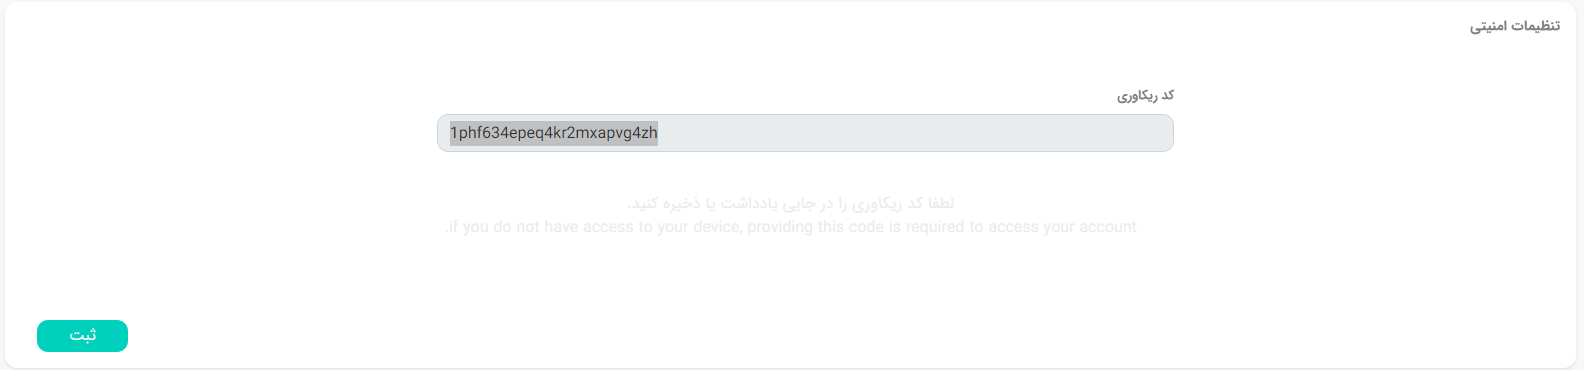 تنظیمات امنیتی
کد ریکاوری
1phf634epeq4kr2mxapvg4zh
لطفا کد ریکاوری را در جایی یادداشت یا ذخیره کنید.
.if you do not have access to your device, providing this code is required to access your account
ثبت